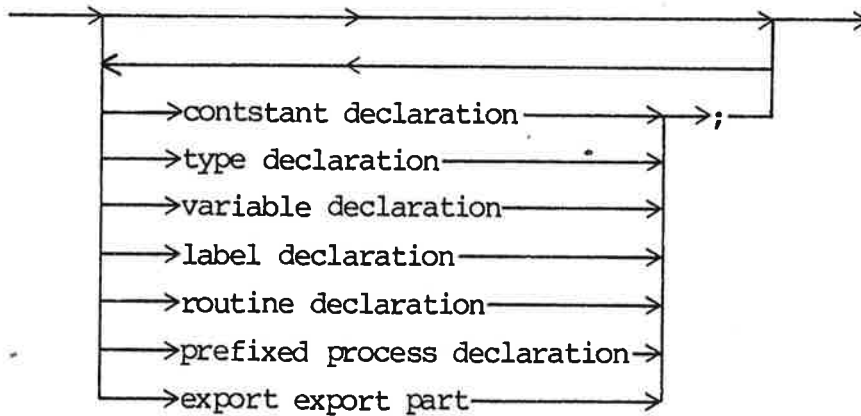 contstant declaration ;
type declaration
variable declaration
label declaration
routine declaration
prefixed process declaration
export export part